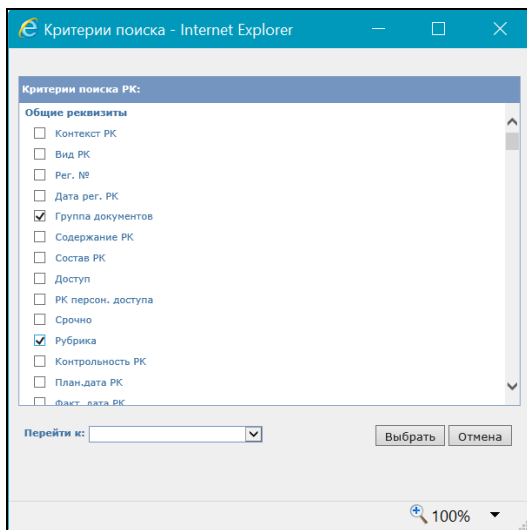 Критерии поиска - Internet Explorer
Критерии поиска РК:
Общие реквизиты
Контекст РК
Вид РК
Рег. №
Дата рег. РК
Группа документов
Содержание РК
Состав РК
Доступ
РК персон. доступа
Срочно
Рубрика
Контрольность РК
План.дата РК
Факт. дата РК
Перейти к:
Выбрать Отмена
100%